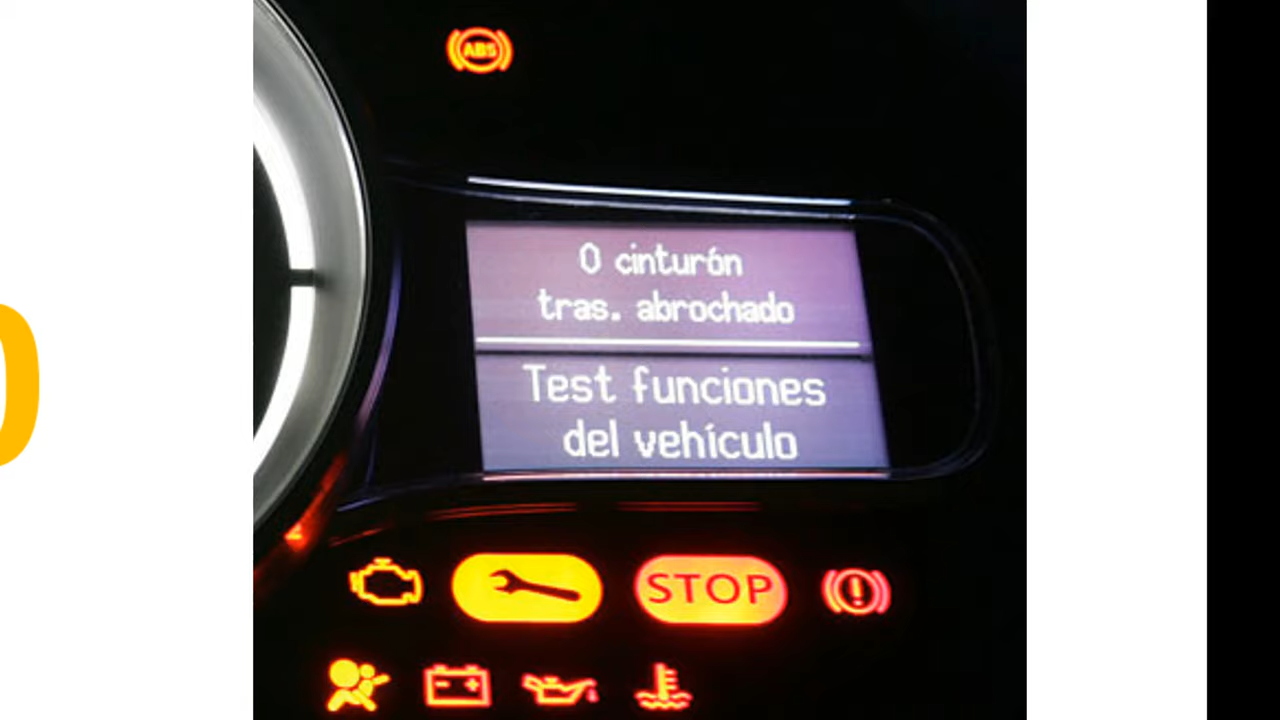 ABS
0 cinturón
tras. abrochado
Test funciones
del vehículo
STOP